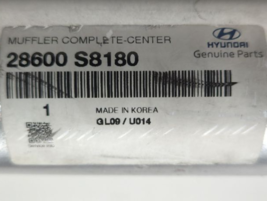 MUFFLER COMPLETE-CENTER
28600 S8180
HYUNDAI
Genuine Parts
1
MADE IN KOREA
GL09 / U014